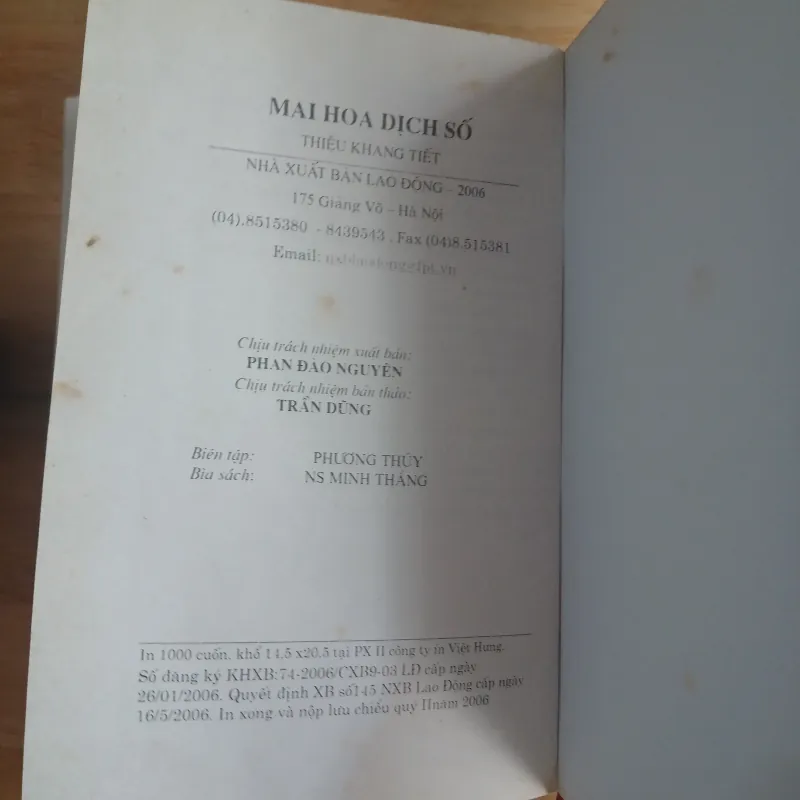 MAI HOA DỊCH SỐ
THIỆU KHANG TIẾT
NHÀ XUẤT BẢN LAO ĐỘNG – 2006
175 Giảng Võ – Hà Nội
(04).8515380 - 8439543 . Fax (04)8.515381
Email:
Chịu trách nhiệm xuất bản:
PHAN ĐÀO NGUYÊN
Chịu trách nhiệm bản thảo:
TRẦN DŨNG
Biên tập: PHƯƠNG THỦY
Bìa sách: NS MINH THẮNG
In 1000 cuốn, khổ 14,5 x20,5 tại PX II công ty in Việt Hưng.
Số đăng ký KHXB:74-2006/CXB9-03 LĐ cấp ngày
26/01/2006. Quyết định XB số145 NXB Lao Động cấp ngày
16/5/2006. In xong và nộp lưu chiểu quý IInăm 2006